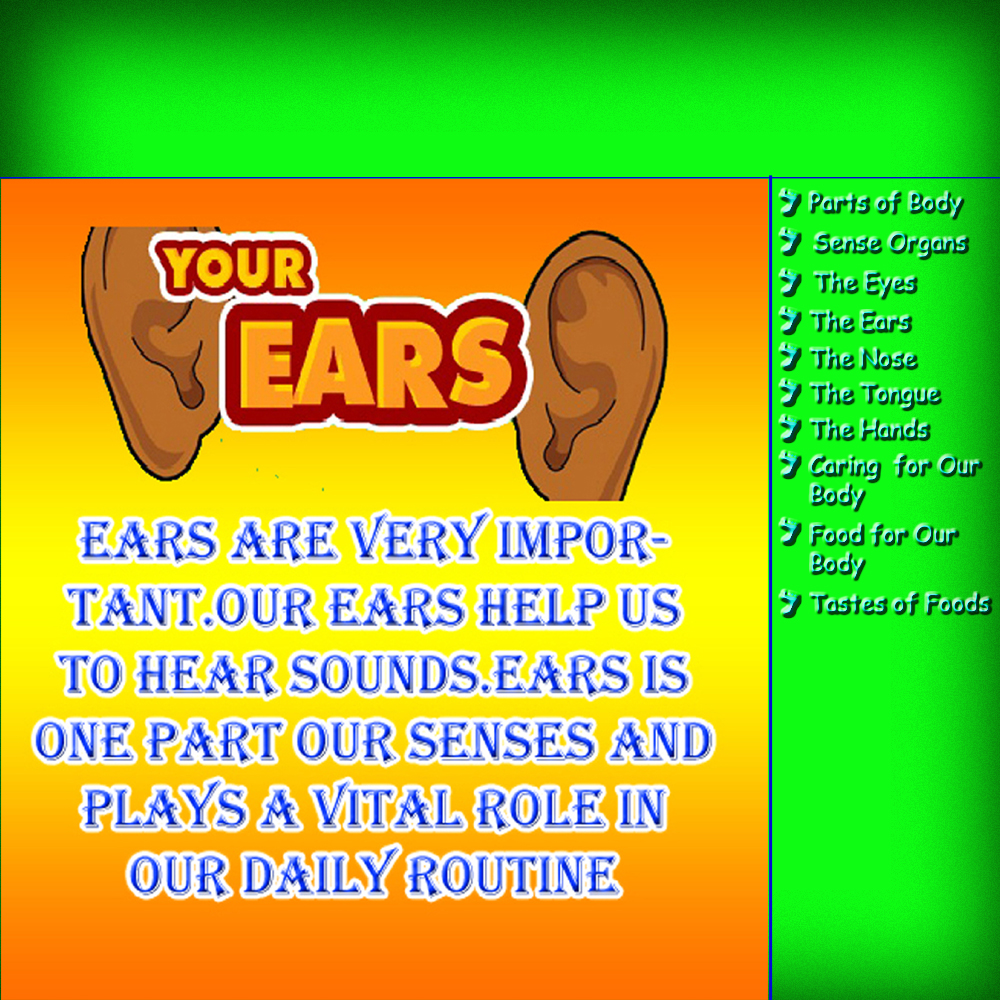 YOUR
EARS
EARS ARE VERY IMPOR-
TANT.OUR EARS HELP US
TO HEAR SOUNDS.EARS IS
ONE PART OUR SENSES AND
PLAYS A VITAL ROLE IN
OUR DAILY ROUTINE
Parts of Body
Sense Organs
The Eyes
The Ears
The Nose
The Tongue
The Hands
Caring for Our
Body
Food for Our
Body
Tastes of Foods